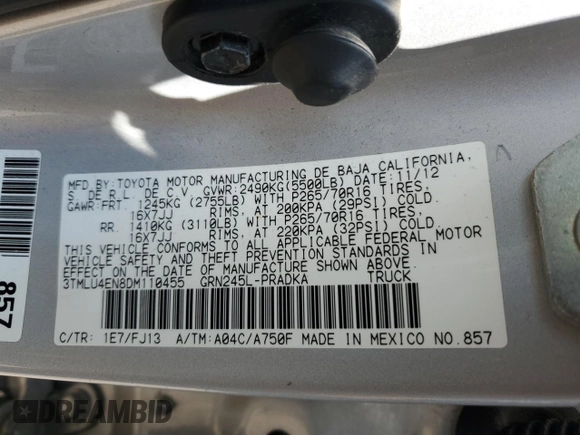 MFD.BY:TOYOTA MOTOR MANUFACTURING DE BAJA CALIFORNIA,
S. DE R.L. DE C.V. GVWR:2490KG(5500LB) DATE:11/12
GAWR-FRT. 1245KG (2755LB) WITH P265/70R16 TIRES,
16X7JJ RIMS, AT 200KPA (29PSI) COLD.
RR. 1410KG (3110LB) WITH P265/70R16 TIRES,
16X7JJ RIMS, AT 220KPA (32PSI) COLD.
THIS VEHICLE CONFORMS TO ALL APPLICABLE FEDERAL MOTOR
VEHICLE SAFETY AND THEFT PREVENTION STANDARDS IN
EFFECT ON THE DATE OF MANUFACTURE SHOWN ABOVE.
3TMLU4EN8DM110455 GRN245L-PRADKA TRUCK
C/TR: 1E7/FJ13 A/TM:A04C/A750F MADE IN MEXICO NO.857
857
DREAMBID